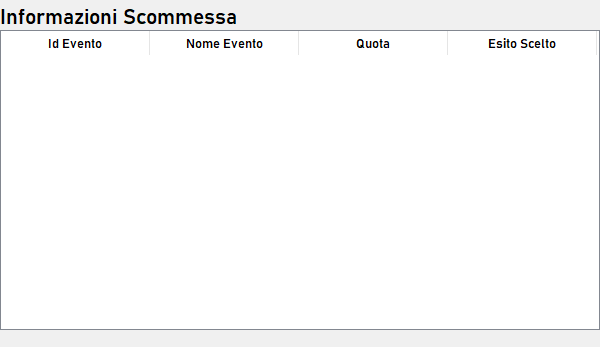 Informazioni Scommessa
Id Evento Nome Evento Quota Esito Scelto